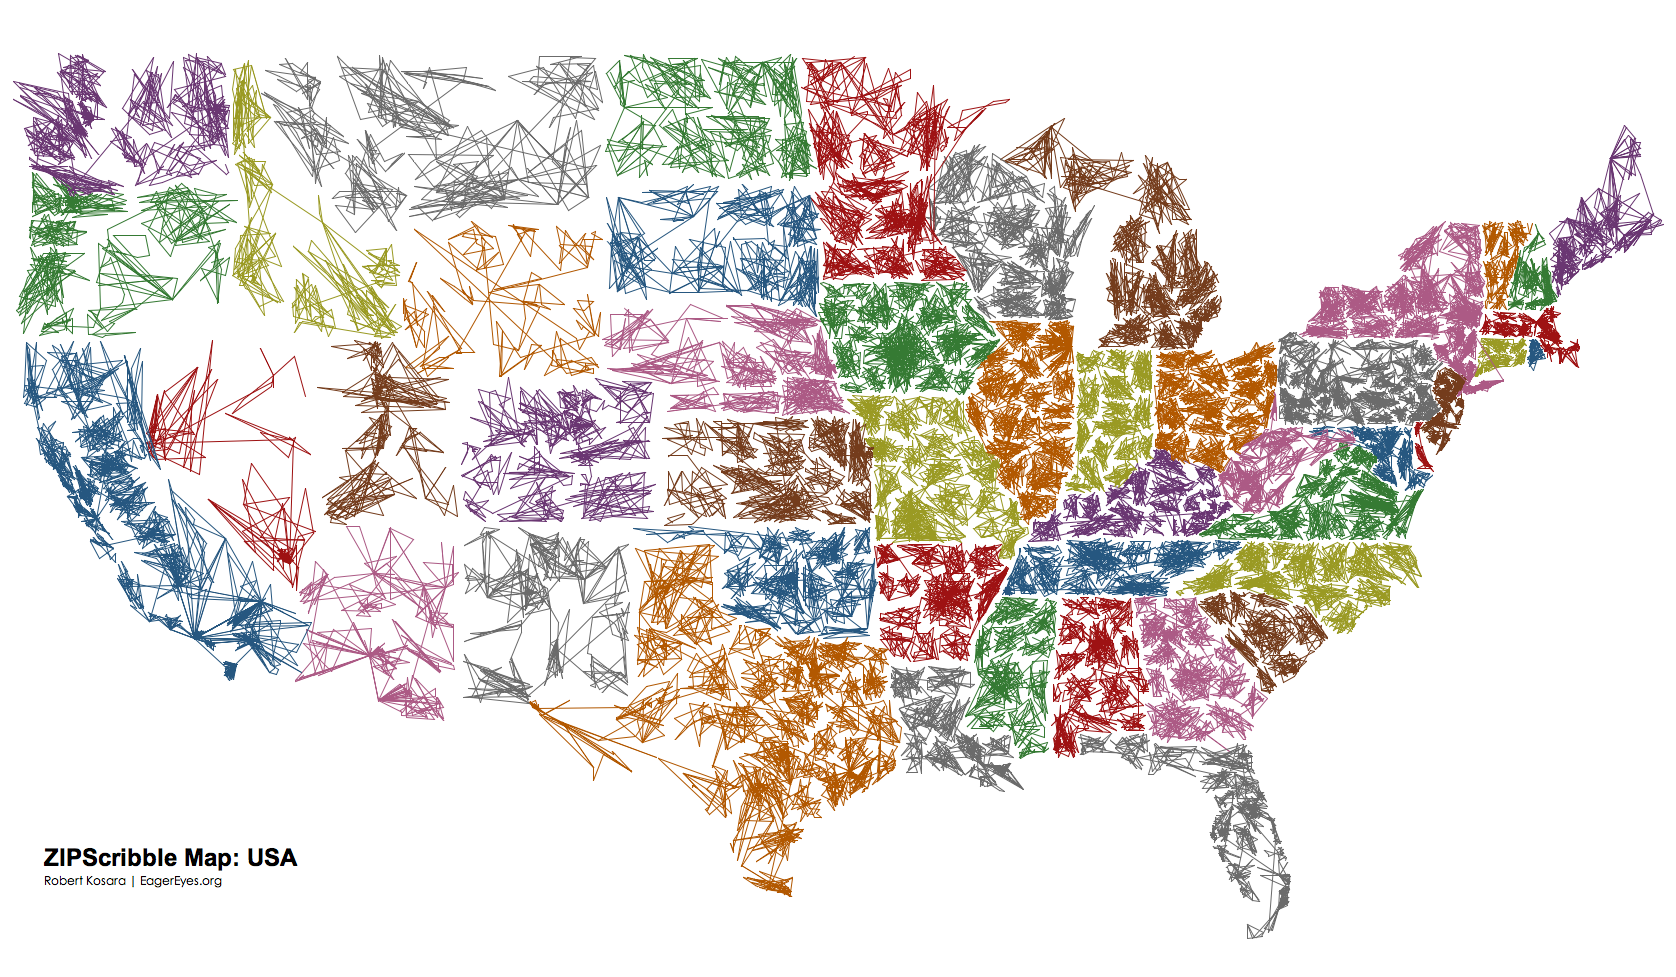 ZIPScribble Map: USA
Robert Kosara | EagerEyes.org